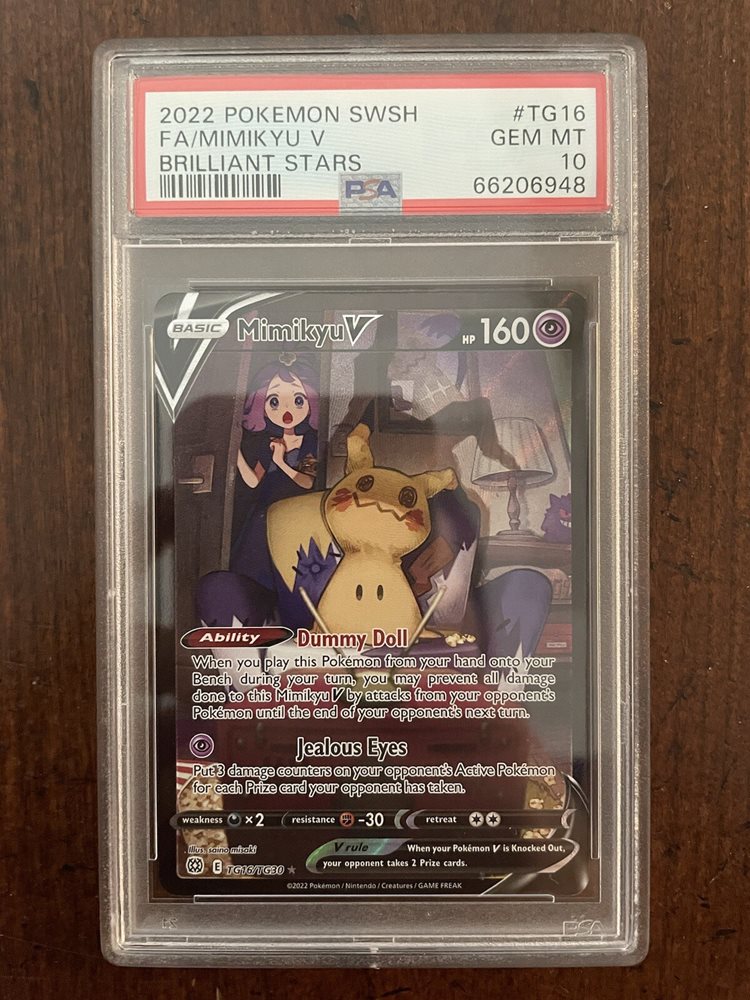 2022 POKEMON SWSH #TG16
FA/MIMIKYU V GEM MT
BRILLIANT STARS 10
PSA 66206948
BASIC Mimikyu V HP 160
Ability Dummy Doll
When you play this Pokémon from your hand onto your
Bench during your turn, you may prevent all damage
done to this Mimikyu V by attacks from your opponent's
Pokémon until the end of your opponent's next turn.
Jealous Eyes
Put 3 damage counters on your opponent's Active Pokémon
for each Prize card your opponent has taken.
weakness ×2 resistance -30 retreat
Illus. saino misaki
V rule When your Pokémon V is Knocked Out,
your opponent takes 2 Prize cards.
E TG16/TG30
©2022 Pokémon / Nintendo / Creatures / GAME FREAK
PSA